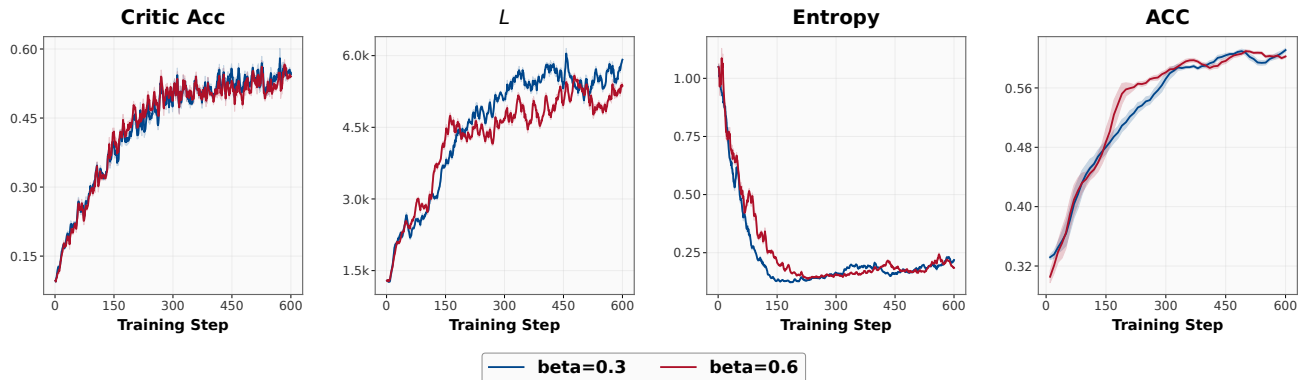 Critic Acc
0.60
0.45
0.30
0.15
0 150 300 450 600
Training Step
L
6.0k
4.5k
3.0k
1.5k
0 150 300 450 600
Training Step
Entropy
1.00
0.75
0.50
0.25
0 150 300 450 600
Training Step
ACC
0.56
0.48
0.40
0.32
0 150 300 450 600
Training Step
beta=0.3 beta=0.6